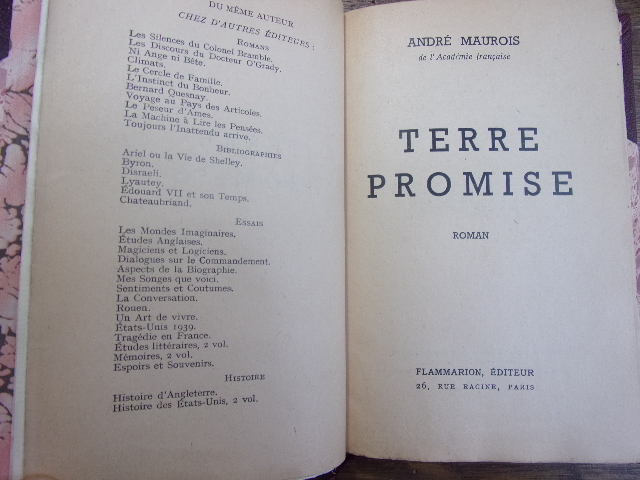 DU MÊME AUTEUR
CHEZ D'AUTRES ÉDITEURS :
ROMANS
Les Silences du Colonel Bramble.
Les Discours du Docteur O'Grady.
Ni Ange ni Bête.
Climats.
Le Cercle de Famille.
L'Instinct du Bonheur.
Bernard Quesnay.
Voyage au Pays des Articoles.
Le Peseur d'Ames.
La Machine à Lire les Pensées.
Toujours l'Inattendu arrive.
BIBLIOGRAPHIES
Ariel ou la Vie de Shelley.
Byron.
Disraeli.
Lyautey.
Édouard VII et son Temps.
Chateaubriand.
ESSAIS
Les Mondes Imaginaires.
Études Anglaises.
Magiciens et Logiciens.
Dialogues sur le Commandement.
Aspects de la Biographie.
Mes Songes que voici.
Sentiments et Coutumes.
La Conversation.
Rouen.
Un Art de vivre.
États-Unis 1939.
Tragédie en France.
Études littéraires, 2 vol.
Mémoires, 2 vol.
Espoirs et Souvenirs.
HISTOIRE
Histoire d'Angleterre.
Histoire des États-Unis, 2 vol.
ANDRÉ MAUROIS
de l'Académie française
TERRE
PROMISE
ROMAN
FLAMMARION, ÉDITEUR
26, RUE RACINE, PARIS